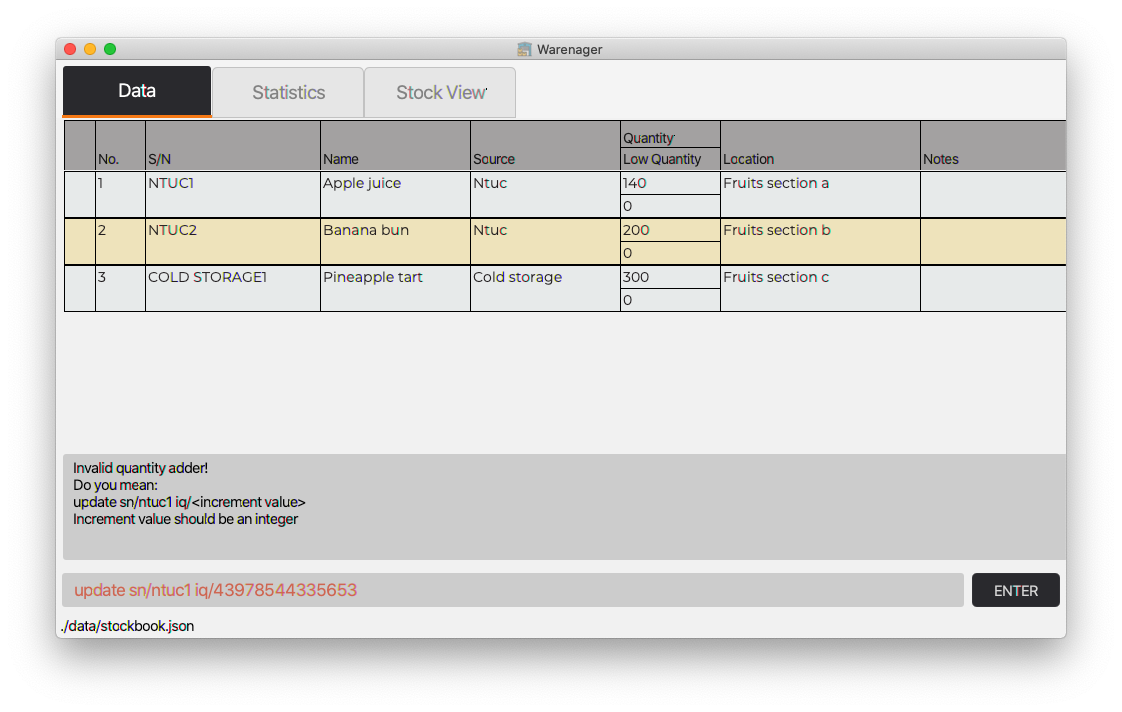 Warenager
Data Statistics Stock View
No. S/N Name Source Quantity Low Quantity Location Notes
1 NTUC1 Apple juice Ntuc 140 Fruits section a
0
2 NTUC2 Banana bun Ntuc 200 Fruits section b
0
3 COLD STORAGE1 Pineapple tart Cold storage 300 Fruits section c
0
Invalid quantity adder!
Do you mean:
update sn/ntuc1 iq/<increment value>
Increment value should be an integer
update sn/ntuc1 iq/43978544335653 ENTER
./data/stockbook.json